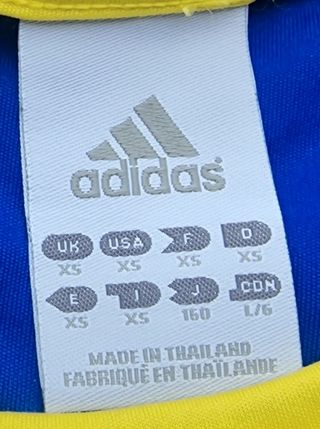 adidas
UK USA F D
XS XS XS XS
E I J CDN
XS XS 160 L/G
MADE IN THAILAND
FABRIQUÉ EN THAÏLANDE